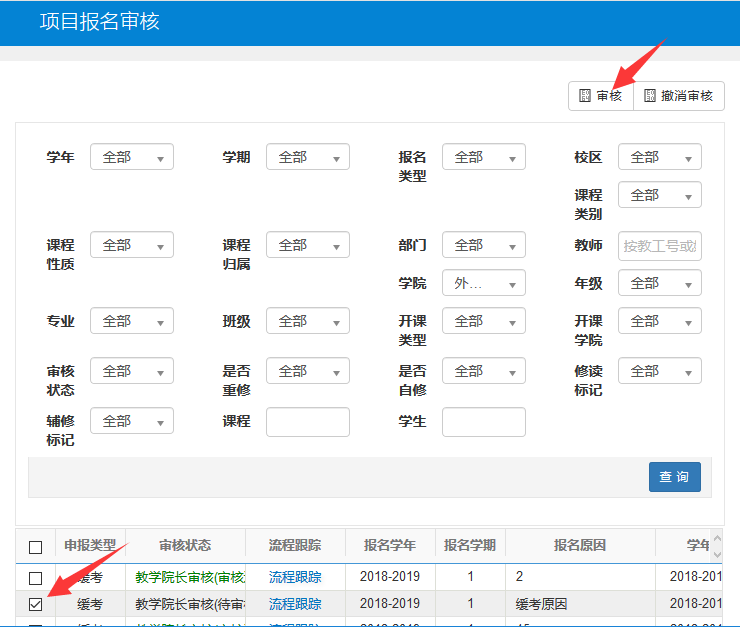 项目报名审核
审核 撤消审核
学年 全部 学期 全部 报名类型 全部 校区 全部
课程类别 全部
课程性质 全部 课程归属 全部 部门 全部 教师 按教工号或
学院 外... 年级 全部
专业 全部 班级 全部 开课类型 全部 开课学院 全部
审核状态 全部 是否重修 全部 是否自修 全部 修读标记 全部
辅修标记 全部 课程 学生
查 询
申报类型 审核状态 流程跟踪 报名学年 报名学期 报名原因 学年
缓考 教学院长审核(审核 流程跟踪 2018-2019 1 2 2018-201
缓考 教学院长审核(待审 流程跟踪 2018-2019 1 缓考原因 2018-201